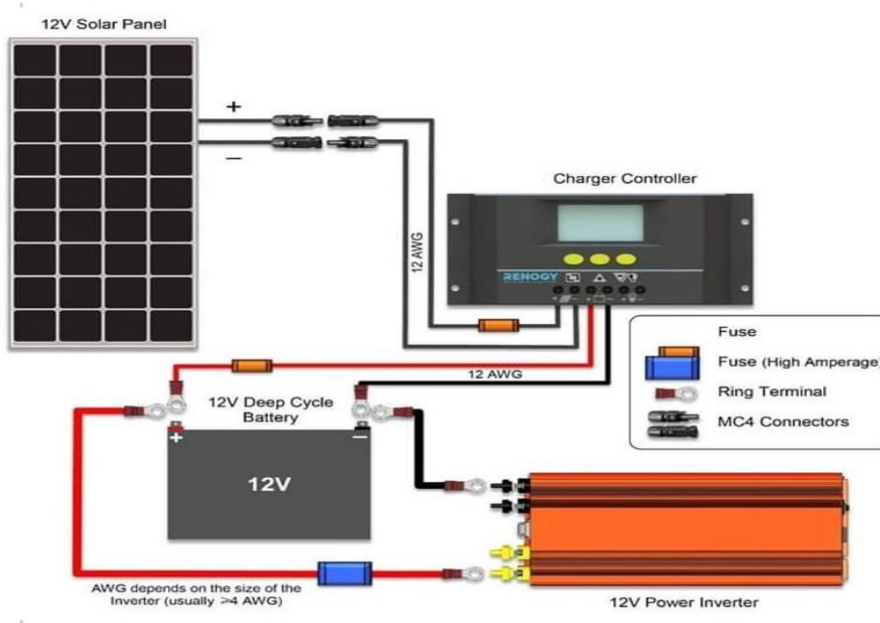 12V Solar Panel
+
−
Charger Controller
12 AWG
RENOGY
+ − + − + −
Fuse
Fuse (High Amperage)
Ring Terminal
MC4 Connectors
12 AWG
12V Deep Cycle
Battery
+ −
12V
AWG depends on the size of the
Inverter (usually >4 AWG)
12V Power Inverter